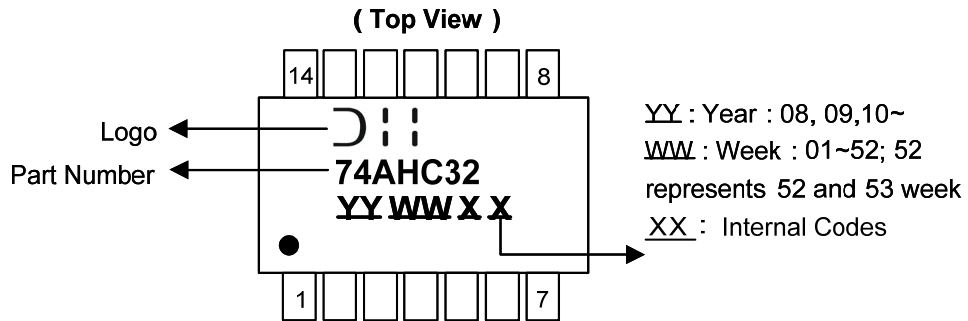 ( Top View )
14
8
Logo
Part Number
74AHC32
YY WW X X
1
7
YY : Year : 08, 09,10~
WW : Week : 01~52; 52
represents 52 and 53 week
XX : Internal Codes